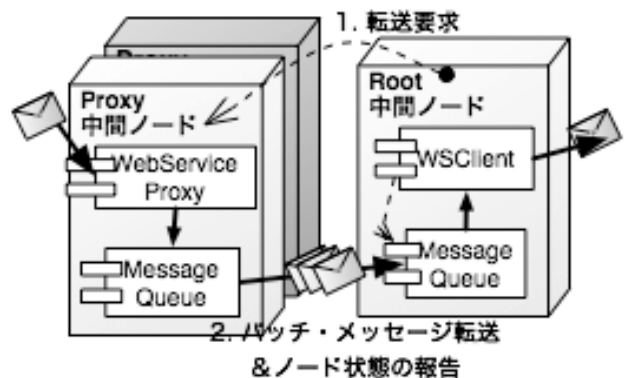 1. 転送要求
Proxy
Proxy
中間ノード
WebService
Proxy
Message
Queue
Root
中間ノード
WSClient
Message
Queue
2. バッチ・メッセージ転送
&ノード状態の報告